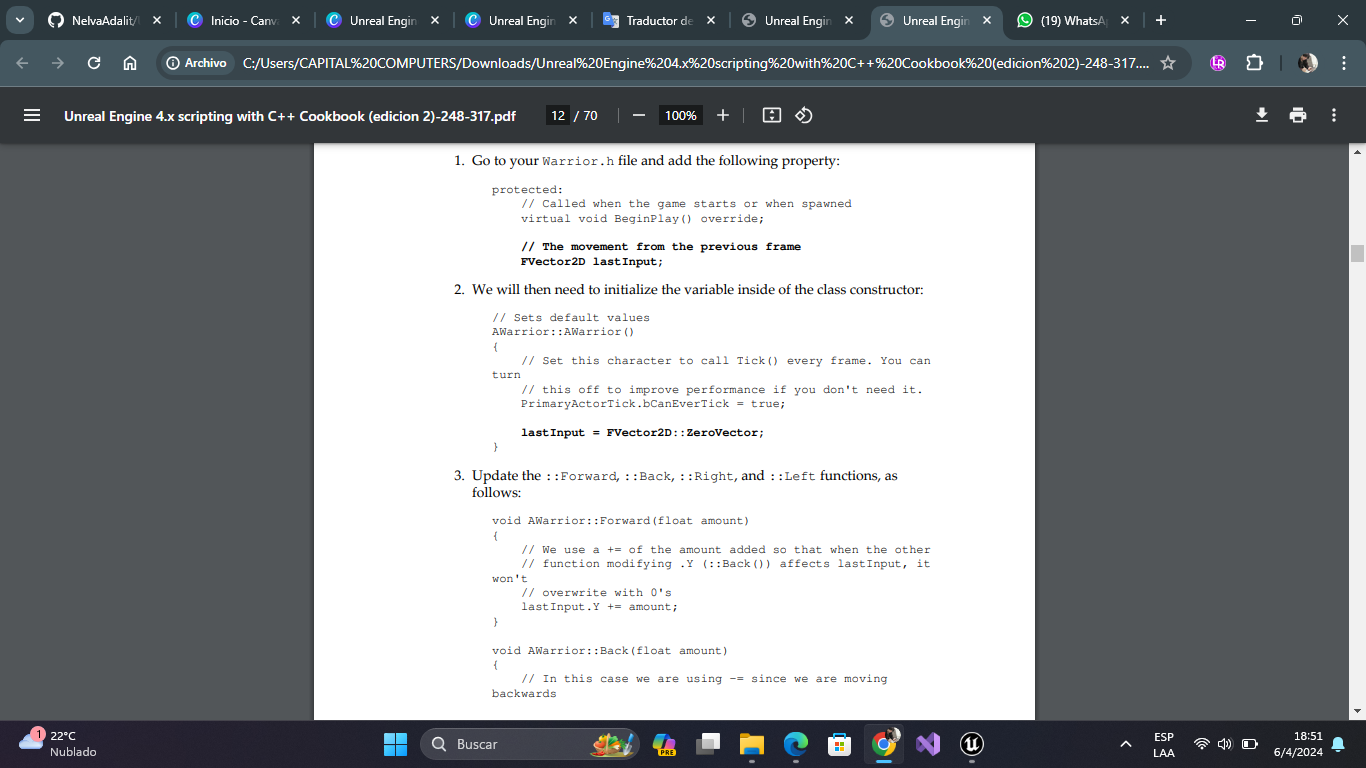 NelvaAdalit/
Inicio - Canv
Unreal Engin
Unreal Engin
Traductor de
Unreal Engin
Unreal Engin
(19) WhatsA
Archivo
C:/Users/CAPITAL%20COMPUTERS/Downloads/Unreal%20Engine%204.x%20scripting%20with%20C++%20Cookbook%20(edicion%202)-248-317....
Unreal Engine 4.x scripting with C++ Cookbook (edicion 2)-248-317.pdf
12 / 70
100%
1. Go to your Warrior.h file and add the following property:
protected:
// Called when the game starts or when spawned
virtual void BeginPlay() override;
// The movement from the previous frame
FVector2D lastInput;
2. We will then need to initialize the variable inside of the class constructor:
// Sets default values
AWarrior::AWarrior()
{
// Set this character to call Tick() every frame. You can
turn
// this off to improve performance if you don't need it.
PrimaryActorTick.bCanEverTick = true;
lastInput = FVector2D::ZeroVector;
}
3. Update the ::Forward, ::Back, ::Right, and ::Left functions, as
follows:
void AWarrior::Forward(float amount)
{
// We use a += of the amount added so that when the other
// function modifying .Y (::Back()) affects lastInput, it
won't
// overwrite with 0's
lastInput.Y += amount;
}
void AWarrior::Back(float amount)
{
// In this case we are using -= since we are moving
backwards
1
22°C
Nublado
Buscar
PRE
ESP
LAA
18:51
6/4/2024